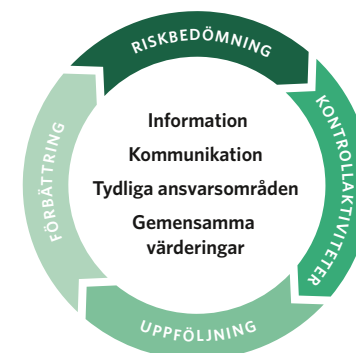 RISKBEDÖMNING
KONTROLLAKTIVITETER
UPPFÖLJNING
FÖRBÄTTRING
Information
Kommunikation
Tydliga ansvarsområden
Gemensamma
värderingar